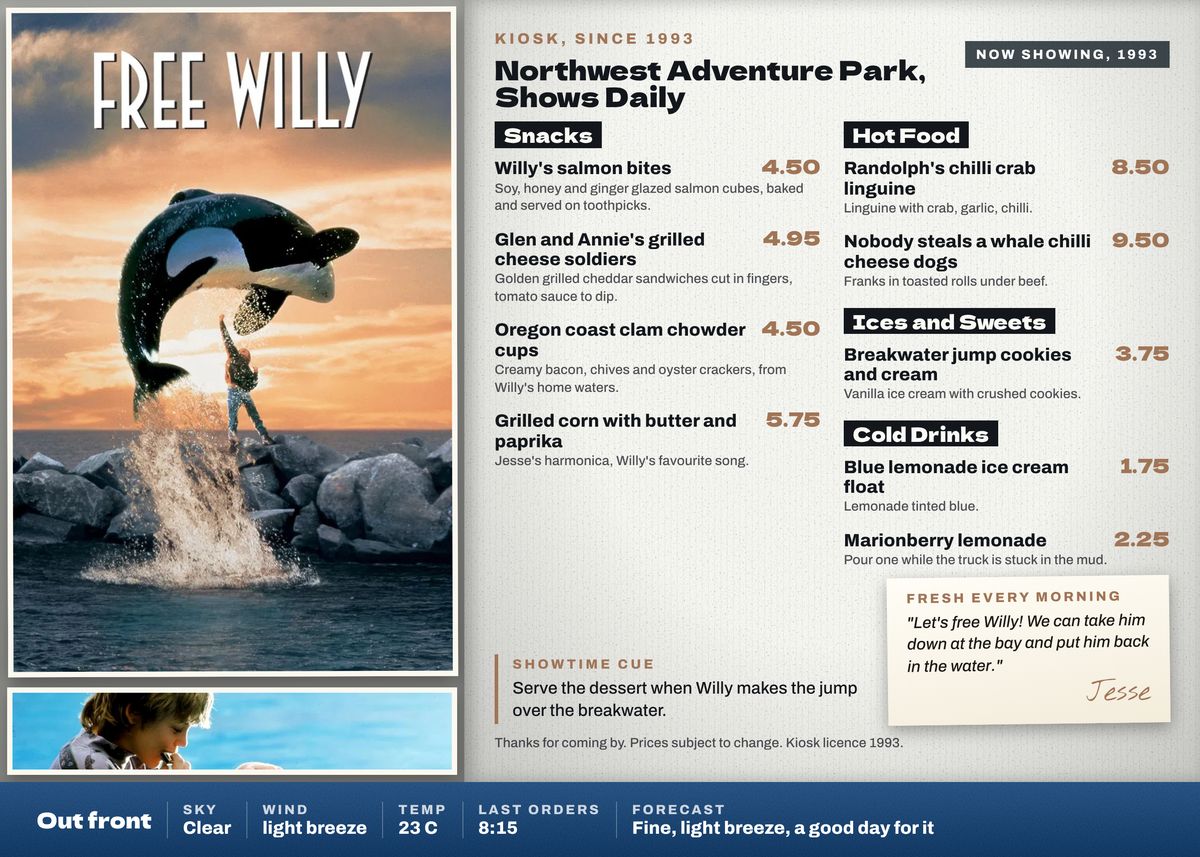 FREE WILLY
KIOSK, SINCE 1993
Northwest Adventure Park,
Shows Daily
NOW SHOWING, 1993
Snacks
Willy's salmon bites 4.50
Soy, honey and ginger glazed salmon cubes, baked
and served on toothpicks.
Glen and Annie's grilled 4.95
cheese soldiers
Golden grilled cheddar sandwiches cut in fingers,
tomato sauce to dip.
Oregon coast clam chowder 4.50
cups
Creamy bacon, chives and oyster crackers, from
Willy's home waters.
Grilled corn with butter and 5.75
paprika
Jesse's harmonica, Willy's favourite song.
Hot Food
Randolph's chilli crab 8.50
linguine
Linguine with crab, garlic, chilli.
Nobody steals a whale chilli 9.50
cheese dogs
Franks in toasted rolls under beef.
Ices and Sweets
Breakwater jump cookies 3.75
and cream
Vanilla ice cream with crushed cookies.
Cold Drinks
Blue lemonade ice cream 1.75
float
Lemonade tinted blue.
Marionberry lemonade 2.25
Pour one while the truck is stuck in the mud.
FRESH EVERY MORNING
"Let's free Willy! We can take him
down at the bay and put him back
in the water."
Jesse
SHOWTIME CUE
Serve the dessert when Willy makes the jump
over the breakwater.
Thanks for coming by. Prices subject to change. Kiosk licence 1993.
Out front
SKY
Clear
WIND
light breeze
TEMP
23 C
LAST ORDERS
8:15
FORECAST
Fine, light breeze, a good day for it